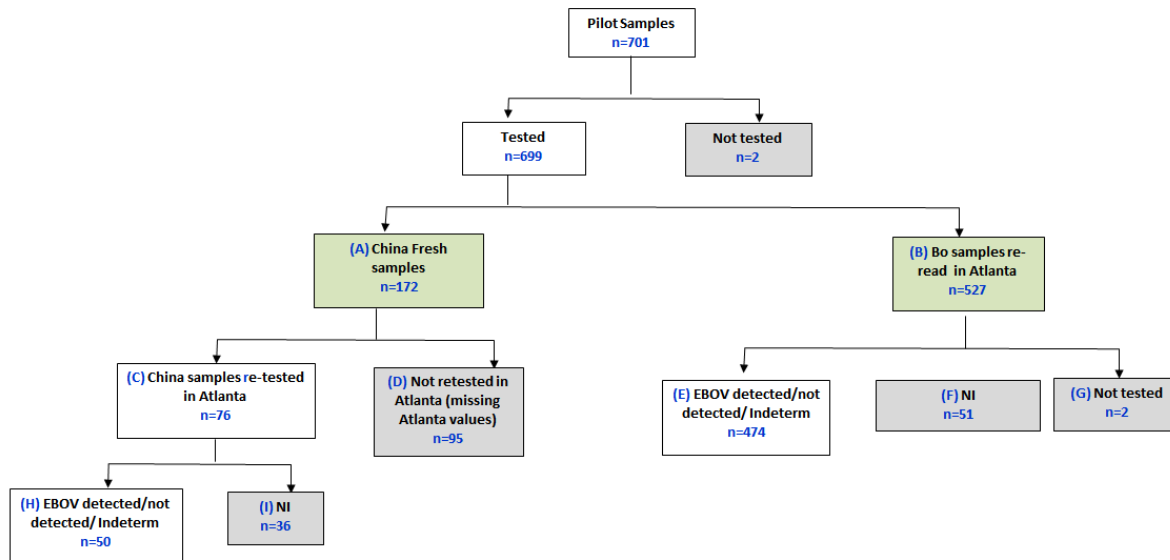 Pilot Samples
n=701
Tested
n=699
Not tested
n=2
(A) China Fresh
samples
n=172
(B) Bo samples re-
read in Atlanta
n=527
(C) China samples re-tested
in Atlanta
n=76
(D) Not retested in
Atlanta (missing
Atlanta values)
n=95
(E) EBOV detected/not
detected/ Indeterm
n=474
(F) NI
n=51
(G) Not tested
n=2
(H) EBOV detected/not
detected/ Indeterm
n=50
(I) NI
n=36